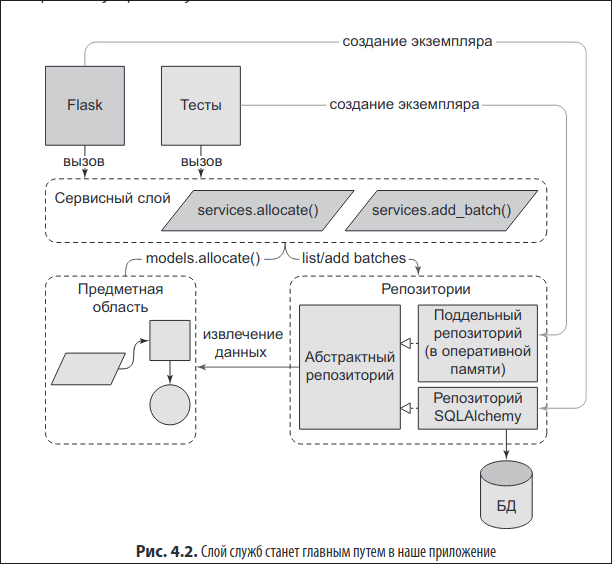 создание экземпляра
Flask
Тесты
создание экземпляра
вызов
вызов
Сервисный слой
services.allocate()
services.add_batch()
models.allocate()
list/add batches
Предметная
область
Репозитории
извлечение
данных
Абстрактный
репозиторий
Поддельный
репозиторий
(в оперативной
памяти)
Репозиторий
SQLAlchemy
БД
Рис. 4.2. Слой служб станет главным путем в наше приложение